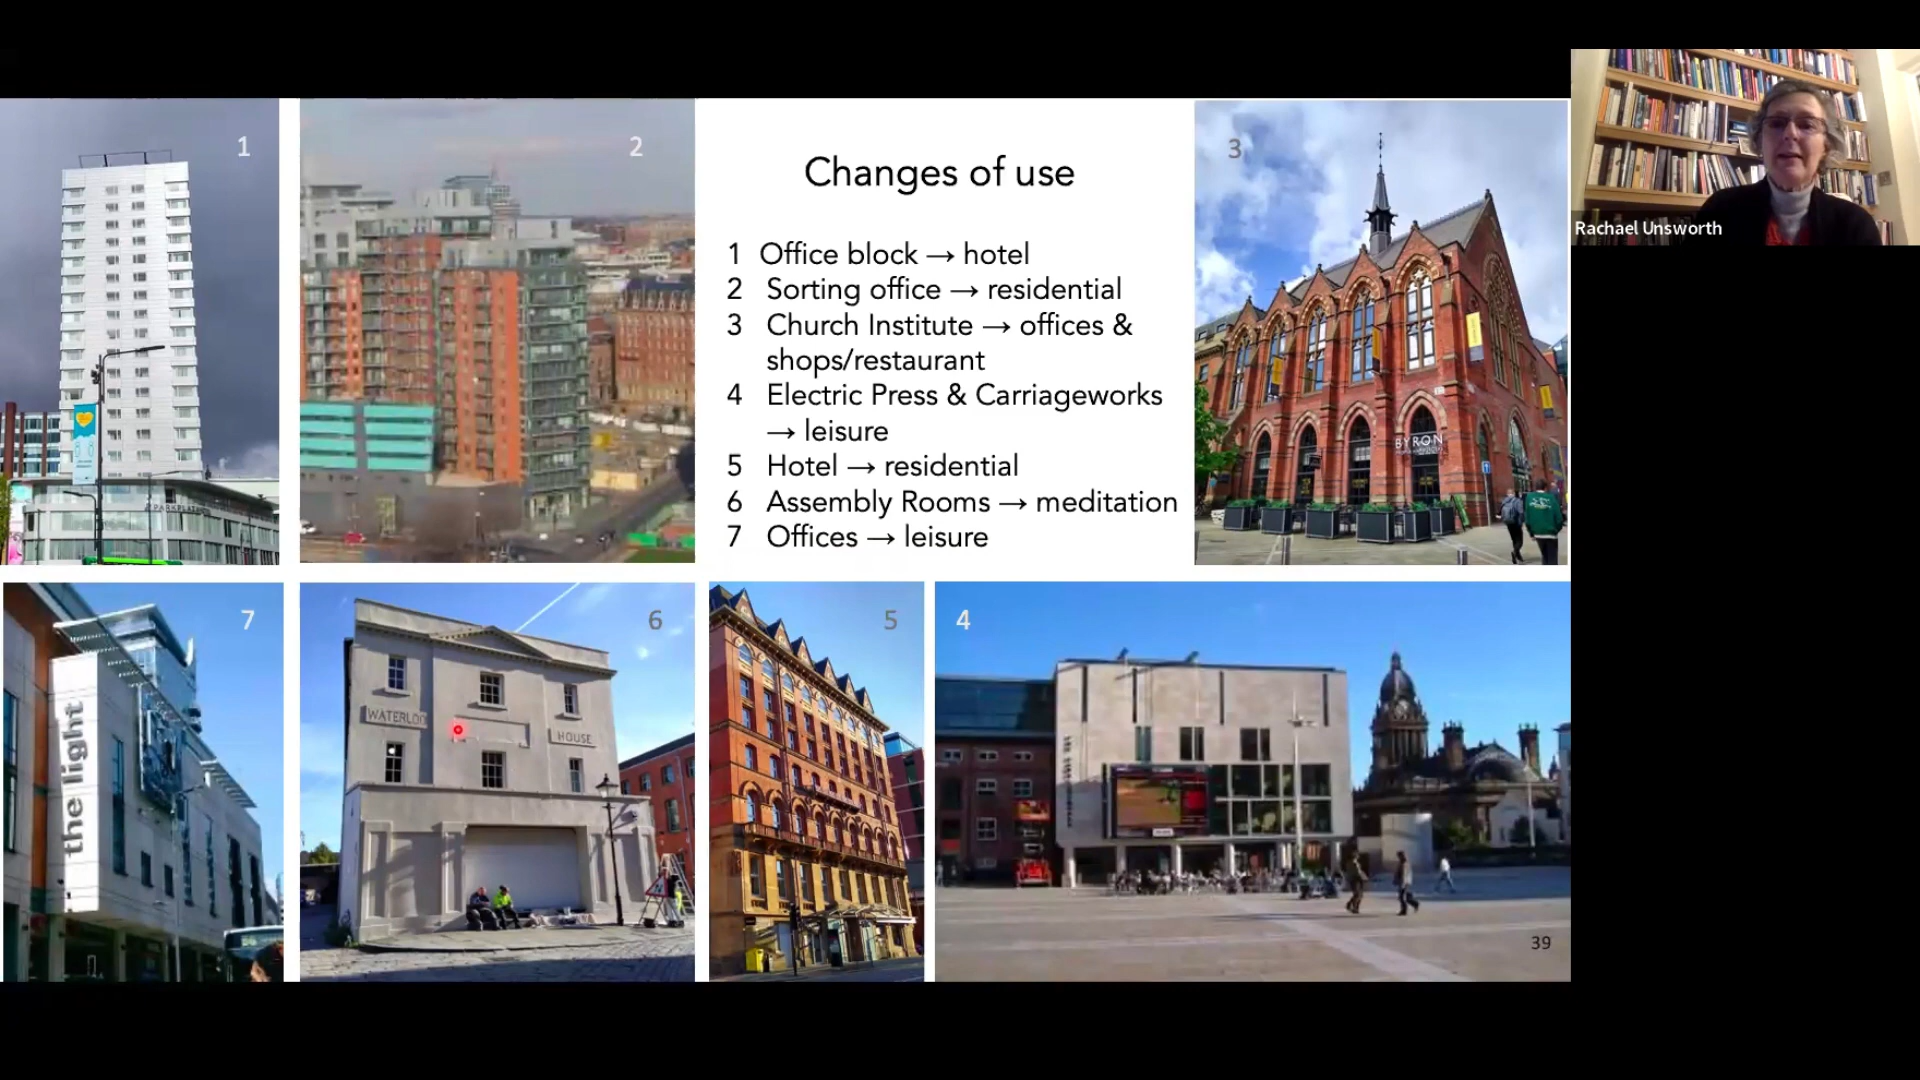 1
2
Changes of use
1 Office block → hotel
2 Sorting office → residential
3 Church Institute → offices &
shops/restaurant
4 Electric Press & Carriageworks
→ leisure
5 Hotel → residential
6 Assembly Rooms → meditation
7 Offices → leisure
3
BYRON
Rachael Unsworth
PARK PLAZA
7
the light
6
WATERLOO
HOUSE
5
4
39